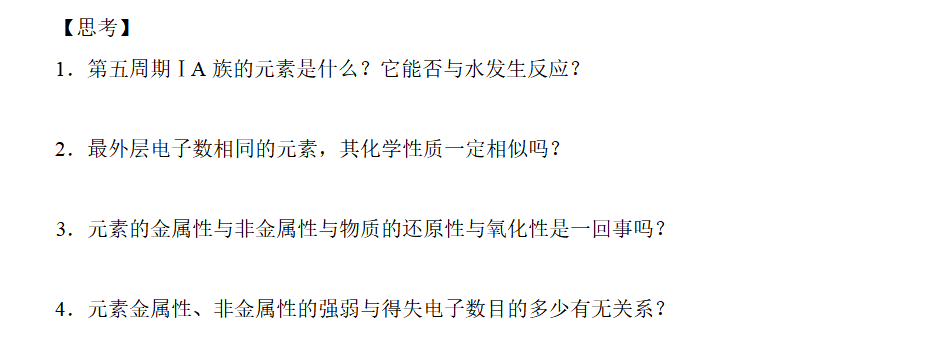 【思考】
1．第五周期ⅠA 族的元素是什么？它能否与水发生反应？
2．最外层电子数相同的元素，其化学性质一定相似吗？
3．元素的金属性与非金属性与物质的还原性与氧化性是一回事吗？
4．元素金属性、非金属性的强弱与得失电子数目的多少有无关系？